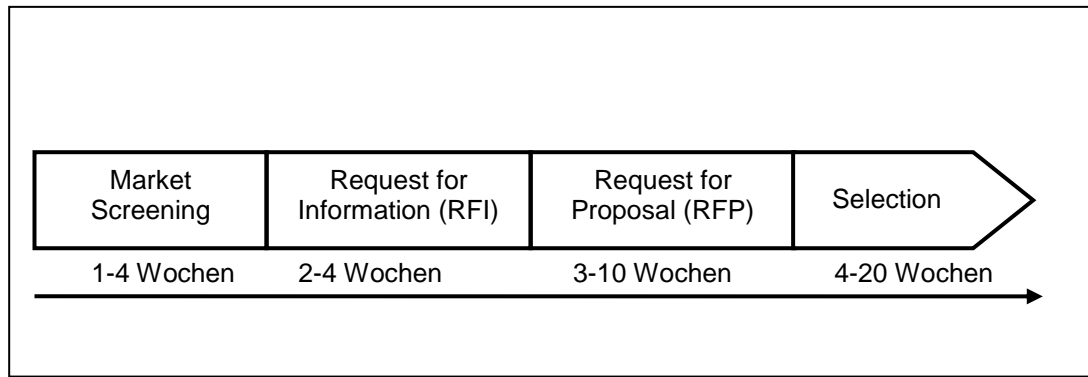 Market
Screening
Request for
Information (RFI)
Request for
Proposal (RFP)
Selection
1-4 Wochen
2-4 Wochen
3-10 Wochen
4-20 Wochen